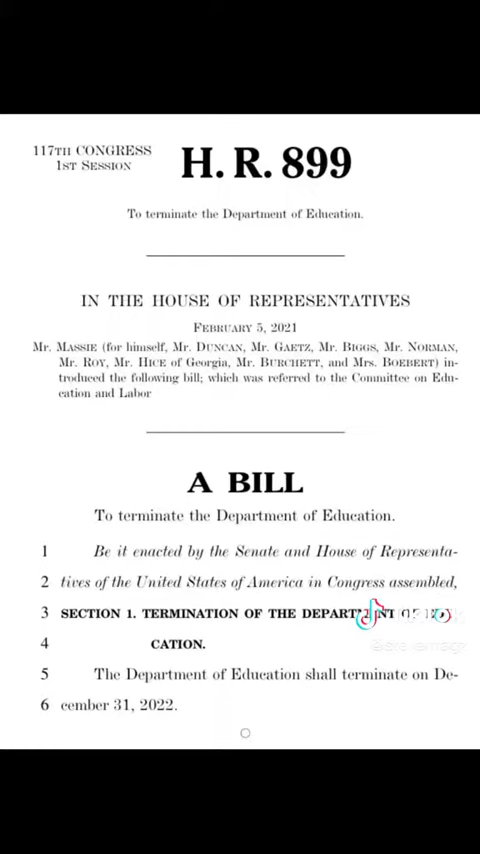 117TH CONGRESS
1ST SESSION
H. R. 899
To terminate the Department of Education.
IN THE HOUSE OF REPRESENTATIVES
FEBRUARY 5, 2021
Mr. MASSIE (for himself, Mr. DUNCAN, Mr. GAETZ, Mr. BIGGS, Mr. NORMAN,
Mr. ROY, Mr. HICE of Georgia, Mr. BURCHETT, and Mrs. BOEBERT) in-
troduced the following bill; which was referred to the Committee on Edu-
cation and Labor
A BILL
To terminate the Department of Education.
1 Be it enacted by the Senate and House of Representa-
2 tives of the United States of America in Congress assembled,
3 SECTION 1. TERMINATION OF THE DEPARTMENT OF EDU-
4 CATION.
5 The Department of Education shall terminate on De-
6 cember 31, 2022.